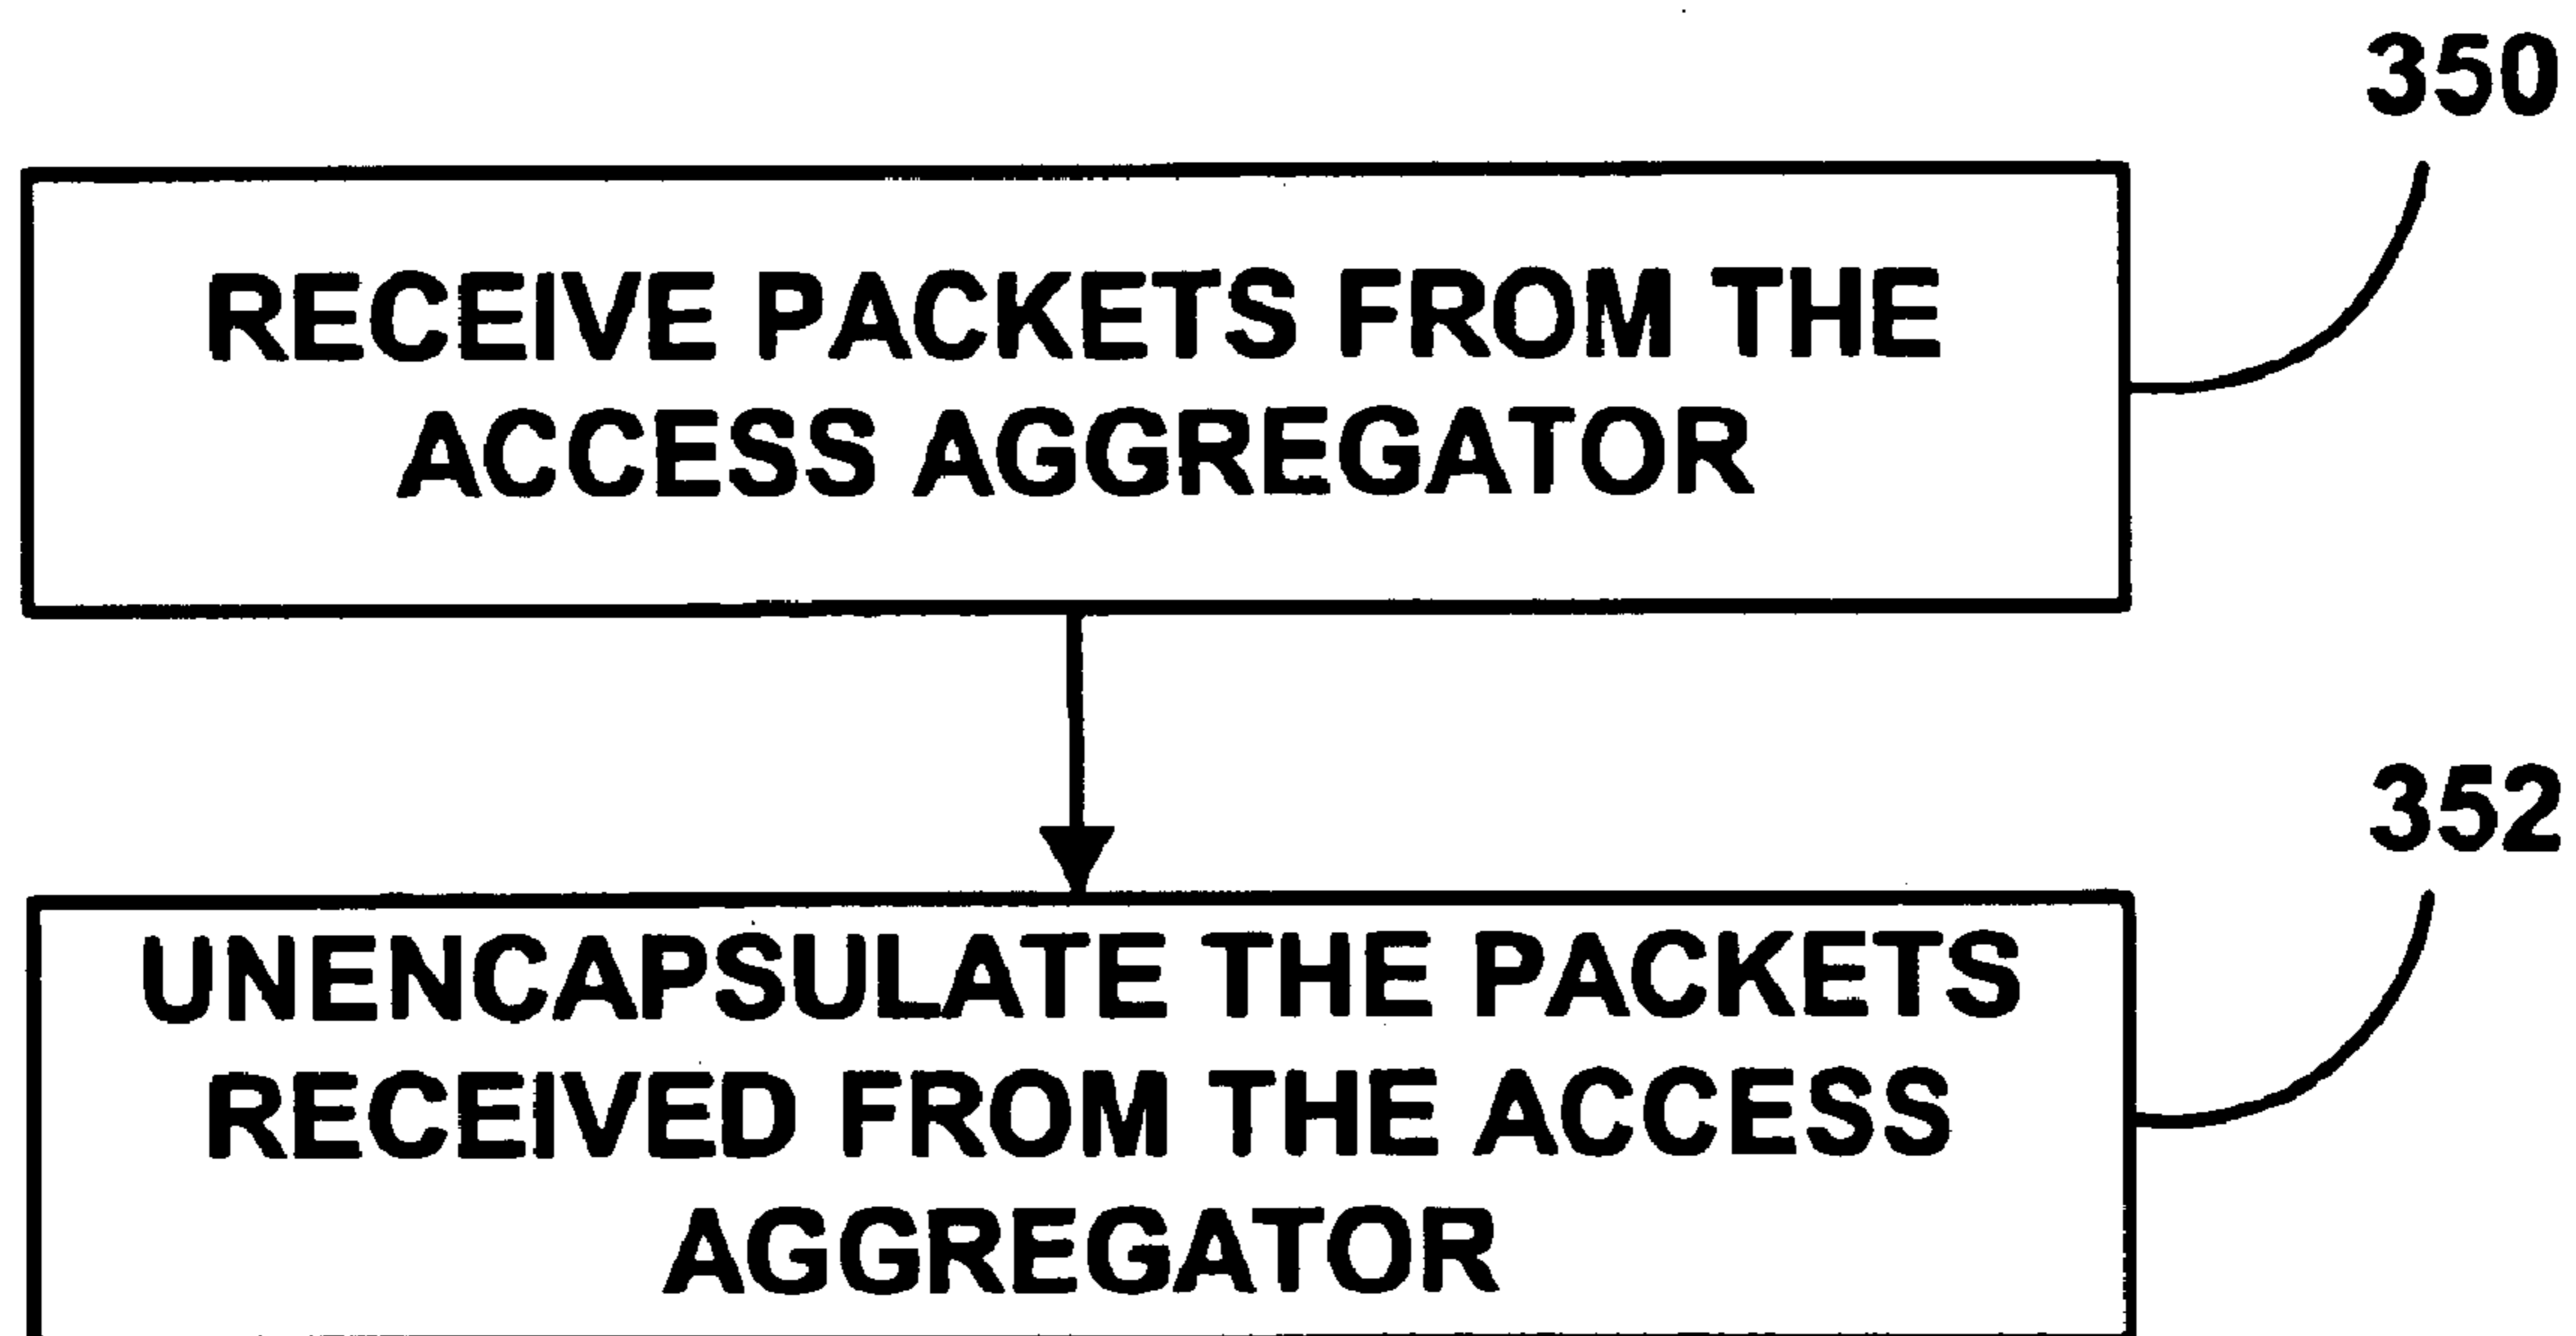 350
RECEIVE PACKETS FROM THE
ACCESS AGGREGATOR
352
UNENCAPSULATE THE PACKETS
RECEIVED FROM THE ACCESS
AGGREGATOR